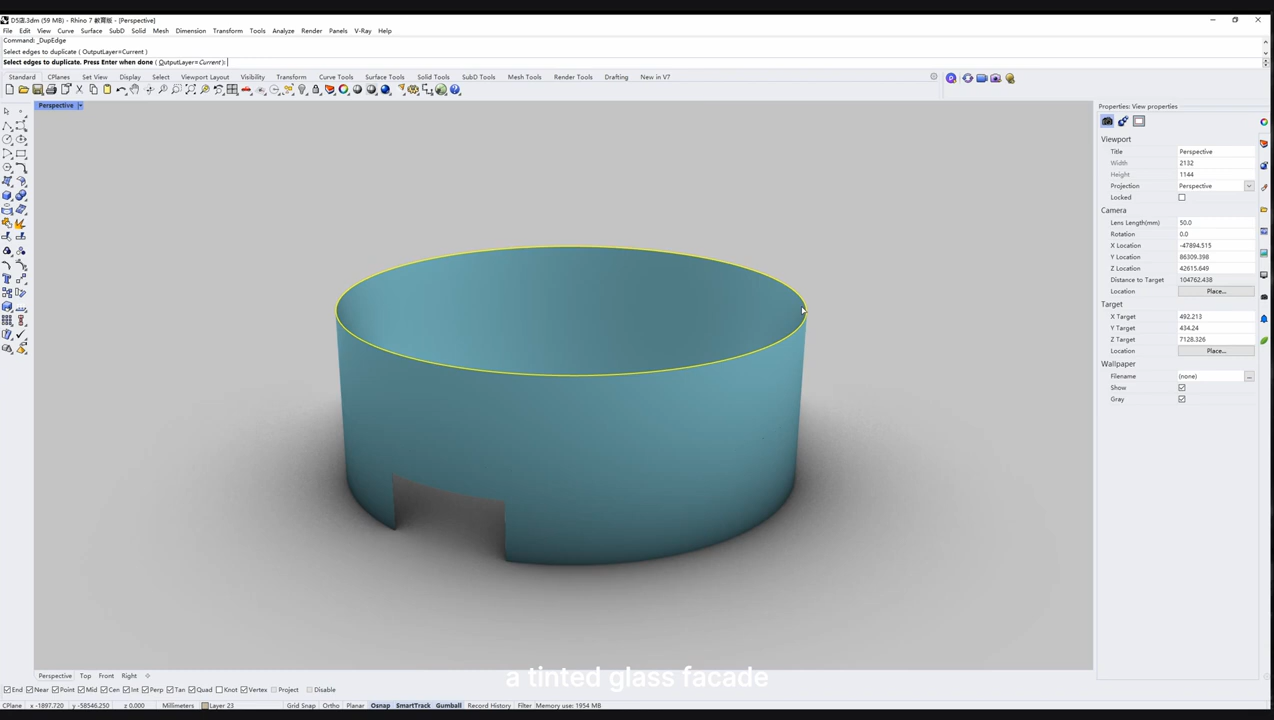 D5店.3dm (59 MB) - Rhino 7 教育版 - [Perspective]
File Edit View Curve Surface SubD Solid Mesh Dimension Transform Tools Analyze Render Panels V-Ray Help
Command: _DupEdge
Select edges to duplicate ( OutputLayer=Current )
Select edges to duplicate. Press Enter when done ( OutputLayer=Current ):
Standard CPlanes Set View Display Select Viewport Layout Visibility Transform Curve Tools Surface Tools Solid Tools SubD Tools Mesh Tools Render Tools Drafting New in V7
Perspective
Properties: View properties
Viewport
Title Perspective
Width 2132
Height 1144
Projection Perspective
Locked
Camera
Lens Length(mm) 50.0
Rotation 0.0
X Location -47894.515
Y Location 86309.398
Z Location 42615.649
Distance to Target 104762.438
Location Place...
Target
X Target 492.213
Y Target 434.24
Z Target 7128.326
Location Place...
Wallpaper
Filename (none) ...
Show
Gray
a tinted glass facade
Perspective Top Front Right
End Near Point Mid Cen Int Perp Tan Quad Knot Vertex Project Disable
CPlane x -1897.720 y -58546.250 z 0.000 Millimeters Layer 23 Grid Snap Ortho Planar Osnap SmartTrack Gumball Record History Filter Memory use: 1954 MB